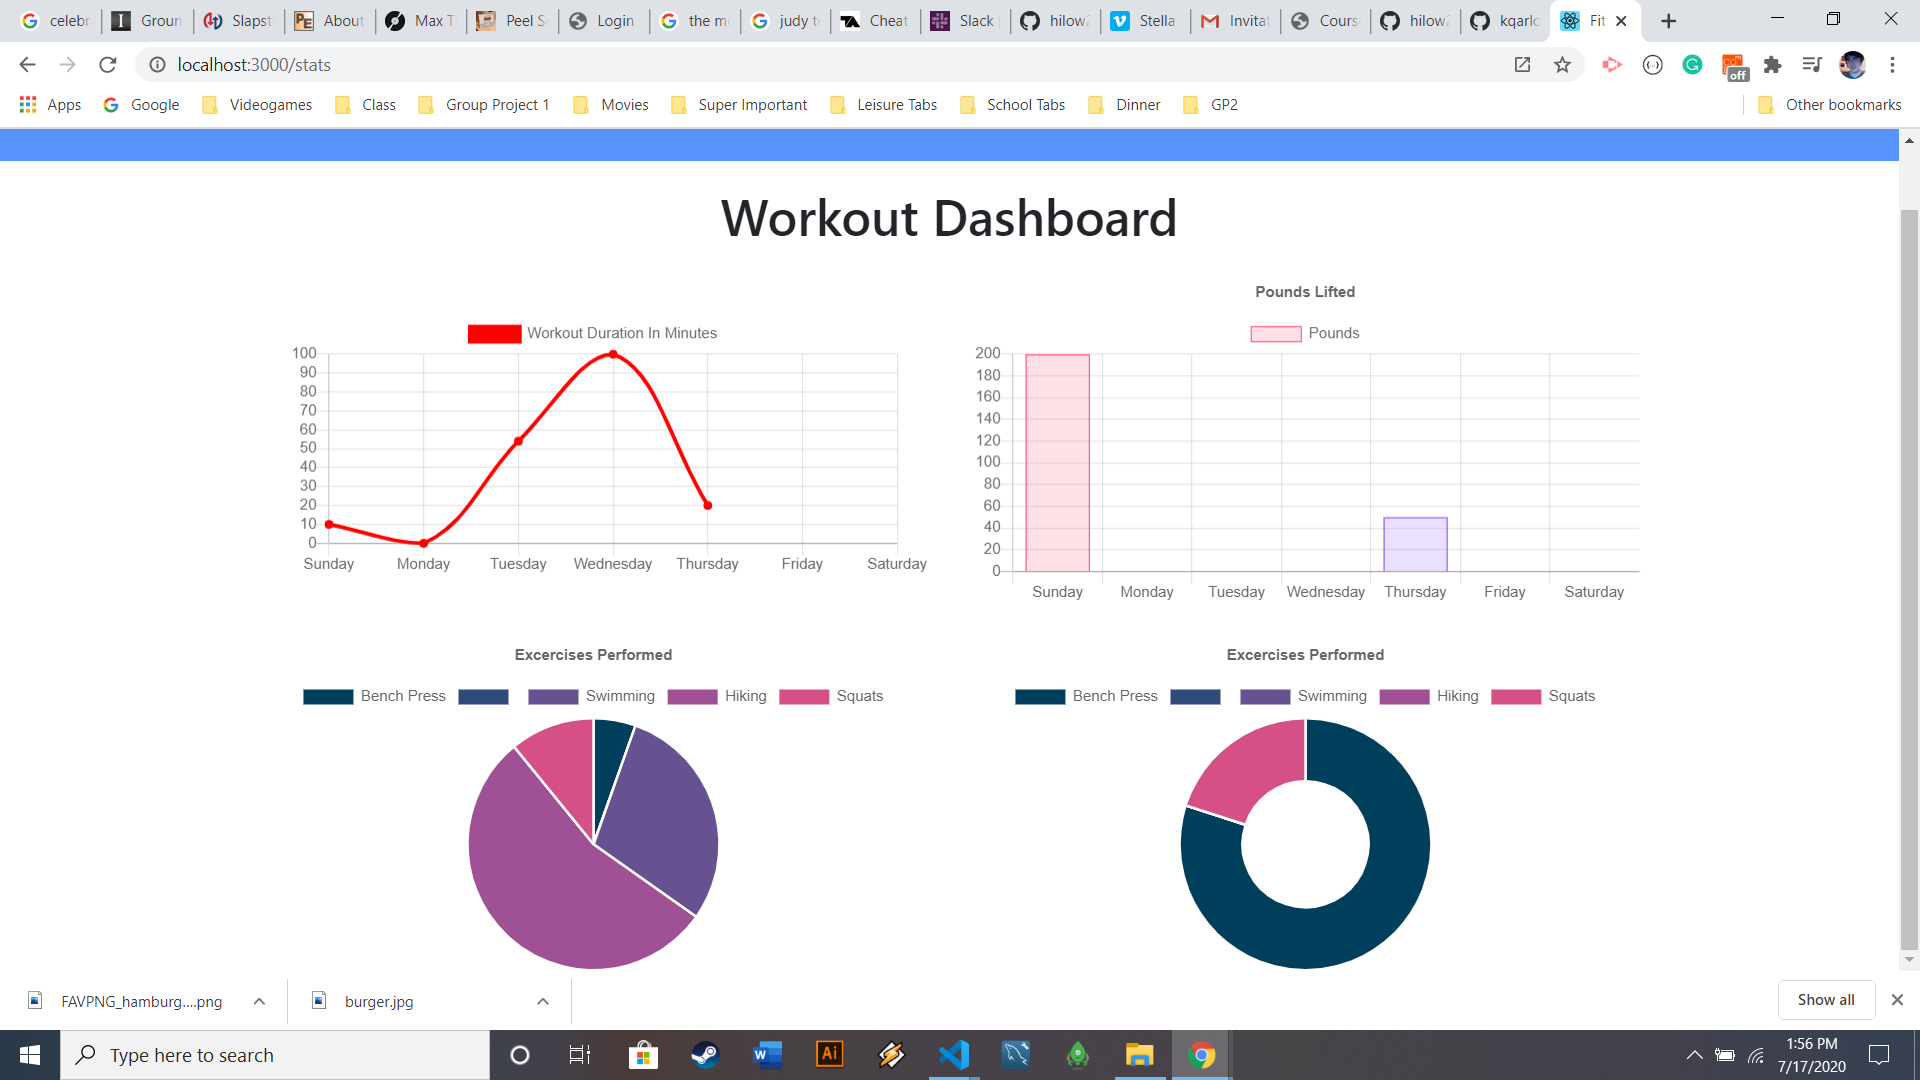 celebr Groun Slapst About Max T Peel S Login the m judy t Cheat Slack hilow Stella Invitat Cours hilow kqarlo Fit
localhost:3000/stats
off
Apps Google Videogames Class Group Project 1 Movies Super Important Leisure Tabs School Tabs Dinner GP2 Other bookmarks
Workout Dashboard
Workout Duration In Minutes
100
90
80
70
60
50
40
30
20
10
0
Sunday Monday Tuesday Wednesday Thursday Friday Saturday
Pounds Lifted
Pounds
200
180
160
140
120
100
80
60
40
20
0
Sunday Monday Tuesday Wednesday Thursday Friday Saturday
Excercises Performed
Bench Press Swimming Hiking Squats
Excercises Performed
Bench Press Swimming Hiking Squats
FAVPNG_hamburg....png burger.jpg Show all
Type here to search
1:56 PM
7/17/2020